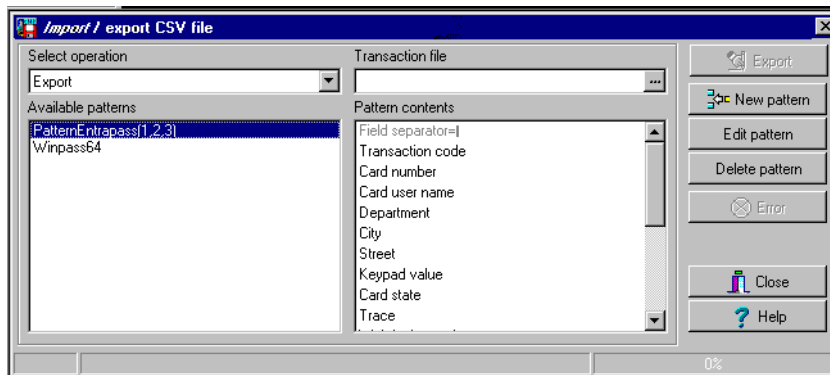 Import / export CSV file
Select operation
Export
Transaction file
...
Available patterns
PatternEntrapass(1,2,3)
Winpass64
Pattern contents
Field separator=|
Transaction code
Card number
Card user name
Department
City
Street
Keypad value
Card state
Trace
Export
New pattern
Edit pattern
Delete pattern
Error
Close
Help
0%